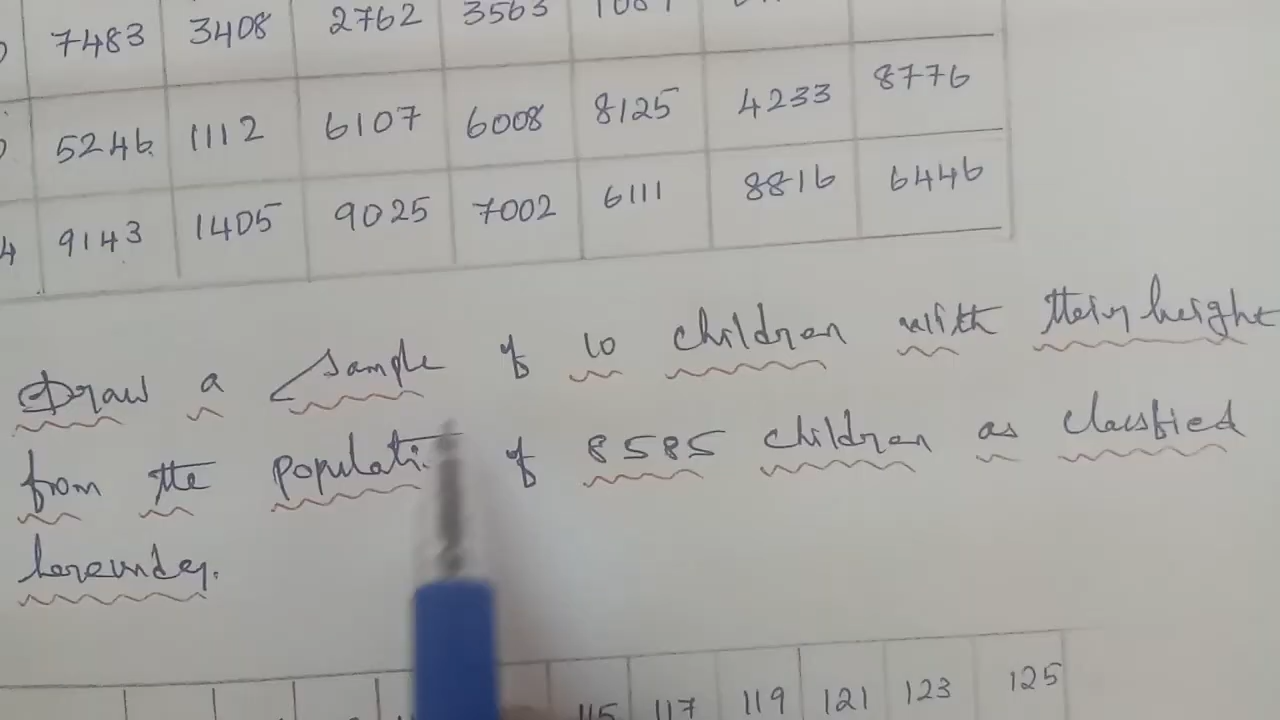 7483 3408 2762 3563
5246 1112 6107 6008 8125 4233 8776
4 9143 1405 9025 7002 6111 8816 6446
Draw a sample of 10 children with their height
from the of 8585 children as classified
hereunder.
115 117 119 121 123 125